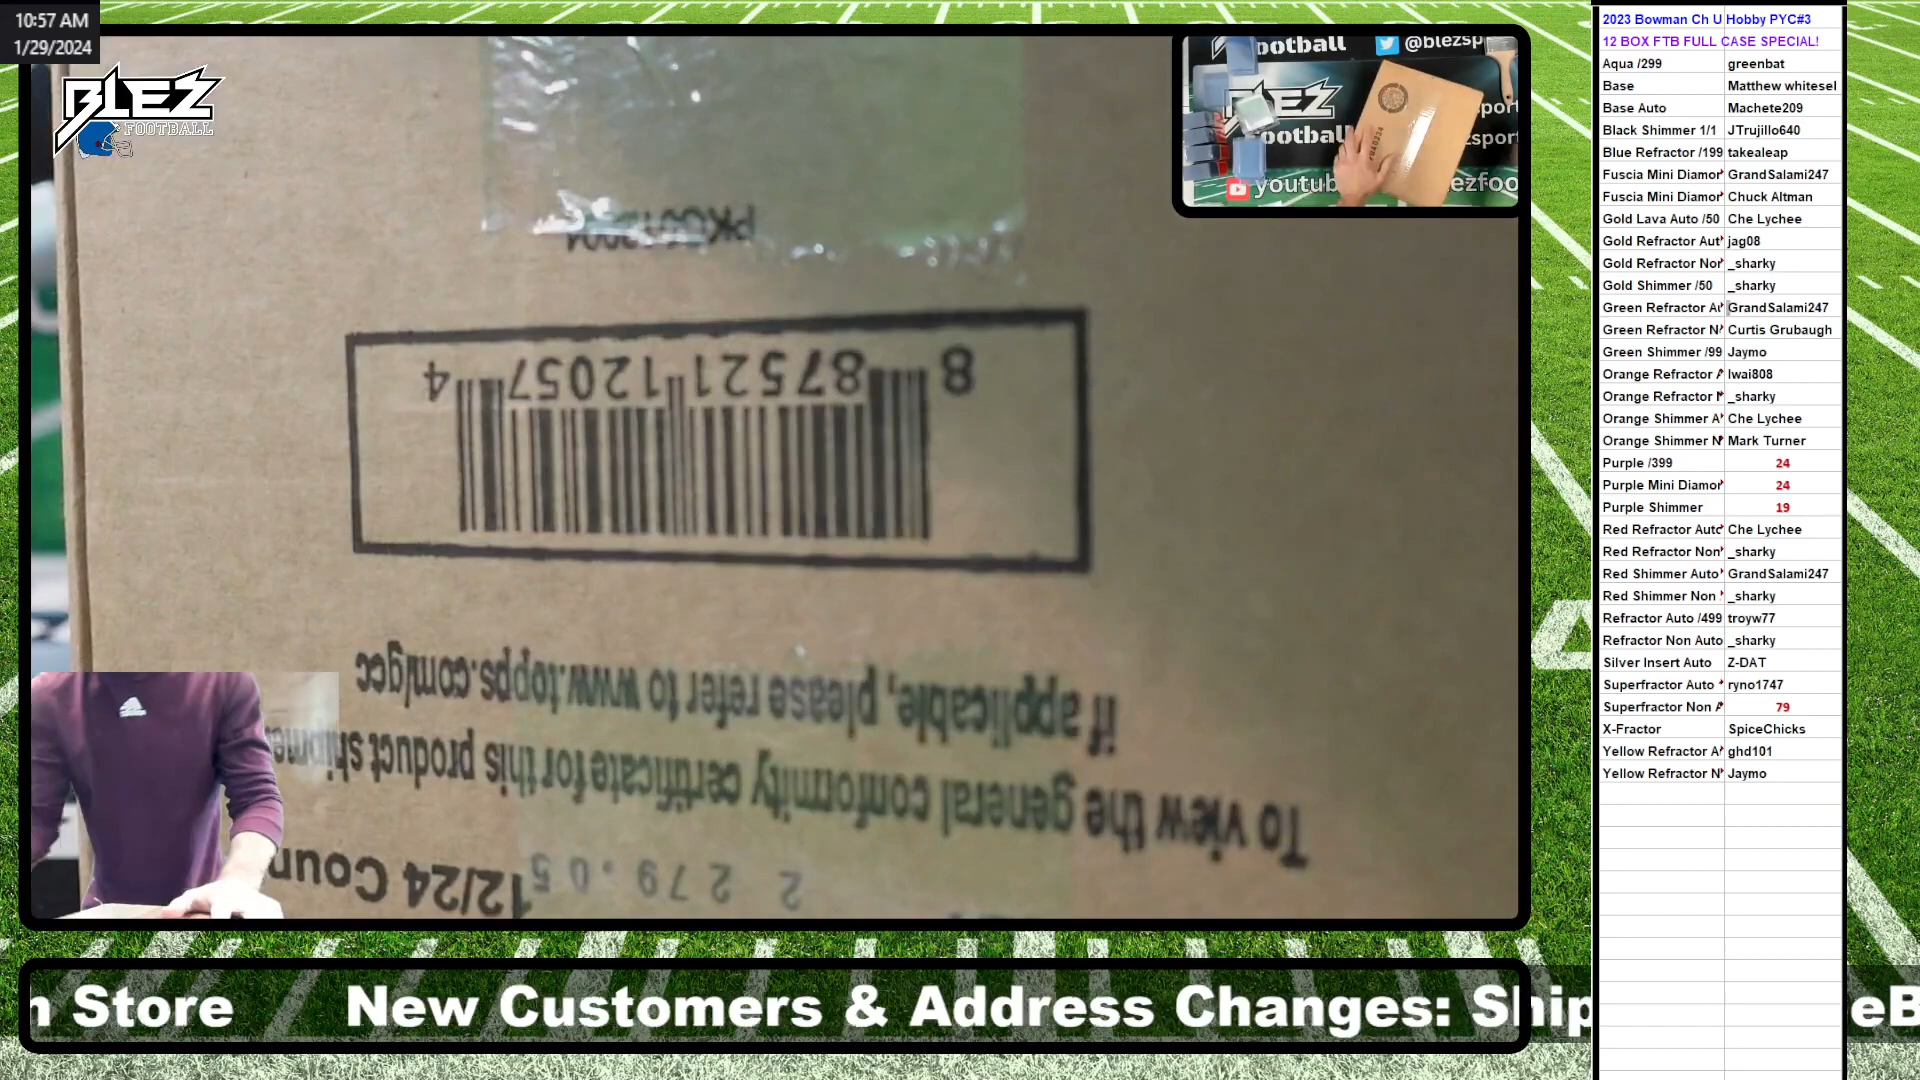 10:57 AM
1/29/2024
BLEZ
FOOTBALL
ootball @blezsp
BLEZ
ootball
youtub
ezfoo
8 87521 12057 4
If applicable, please refer to www.topps.com/gcc
To view the general conformity certificate for this product shipme
12/24 Coun
n Store New Customers & Address Changes: Ship
eB
2023 Bowman Ch U Hobby PYC#3
12 BOX FTB FULL CASE SPECIAL!
Aqua /299 greenbat
Base Matthew whitesel
Base Auto Machete209
Black Shimmer 1/1 JTrujillo640
Blue Refractor /199 takealeap
Fuscia Mini Diamor GrandSalami247
Fuscia Mini Diamor Chuck Altman
Gold Lava Auto /50 Che Lychee
Gold Refractor Aut jag08
Gold Refractor Nor _sharky
Gold Shimmer /50 _sharky
Green Refractor Au GrandSalami247
Green Refractor N Curtis Grubaugh
Green Shimmer /99 Jaymo
Orange Refractor A lwai808
Orange Refractor N _sharky
Orange Shimmer A Che Lychee
Orange Shimmer N Mark Turner
Purple /399 24
Purple Mini Diamor 24
Purple Shimmer 19
Red Refractor Auto Che Lychee
Red Refractor Non _sharky
Red Shimmer Auto GrandSalami247
Red Shimmer Non _sharky
Refractor Auto /499 troyw77
Refractor Non Auto _sharky
Silver Insert Auto Z-DAT
Superfractor Auto ryno1747
Superfractor Non A 79
X-Fractor SpiceChicks
Yellow Refractor A ghd101
Yellow Refractor N Jaymo